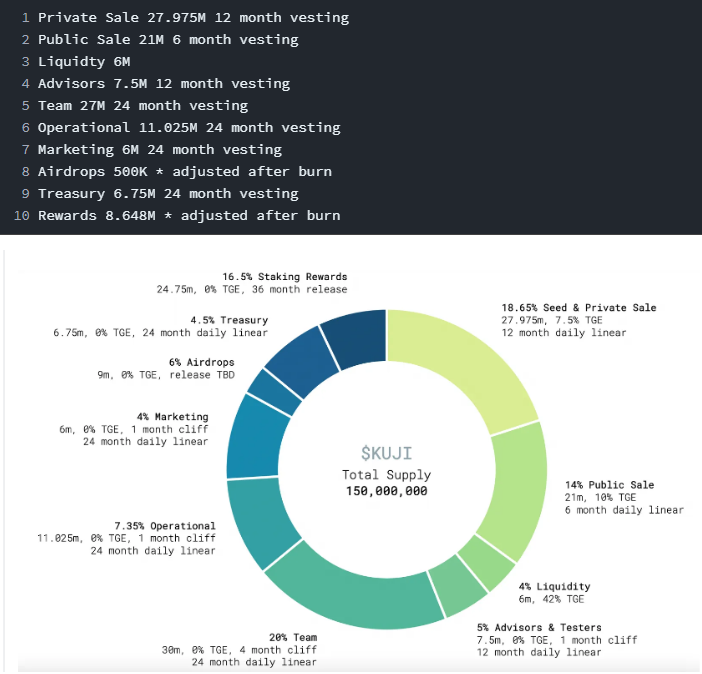 1 Private Sale 27.975M 12 month vesting
2 Public Sale 21M 6 month vesting
3 Liquidty 6M
4 Advisors 7.5M 12 month vesting
5 Team 27M 24 month vesting
6 Operational 11.025M 24 month vesting
7 Marketing 6M 24 month vesting
8 Airdrops 500K * adjusted after burn
9 Treasury 6.75M 24 month vesting
10 Rewards 8.648M * adjusted after burn
16.5% Staking Rewards
24.75m, 0% TGE, 36 month release
4.5% Treasury
6.75m, 0% TGE, 24 month daily linear
6% Airdrops
9m, 0% TGE, release TBD
4% Marketing
6m, 0% TGE, 1 month cliff
24 month daily linear
7.35% Operational
11.025m, 0% TGE, 1 month cliff
24 month daily linear
20% Team
30m, 0% TGE, 4 month cliff
24 month daily linear
$KUJI
Total Supply
150,000,000
18.65% Seed & Private Sale
27.975m, 7.5% TGE
12 month daily linear
14% Public Sale
21m, 10% TGE
6 month daily linear
4% Liquidity
6m, 42% TGE
5% Advisors & Testers
7.5m, 0% TGE, 1 month cliff
12 month daily linear